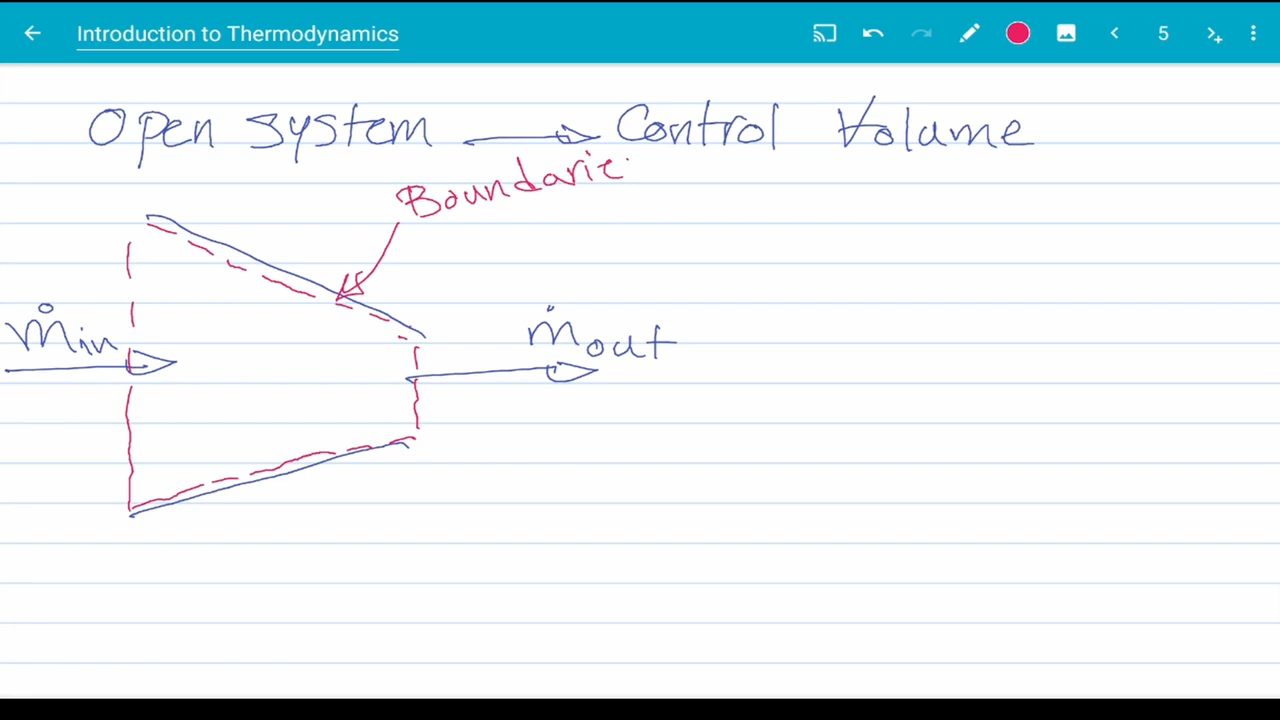 Introduction to Thermodynamics
5
Open system → Control Volume
Boundarie
ṁin
ṁout